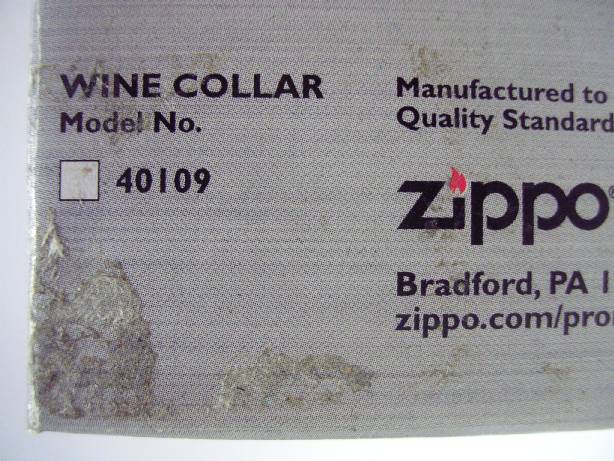 WINE COLLAR
Model No.
40109
Manufactured to
Quality Standard
zippo®
Bradford, PA
zippo.com/pro